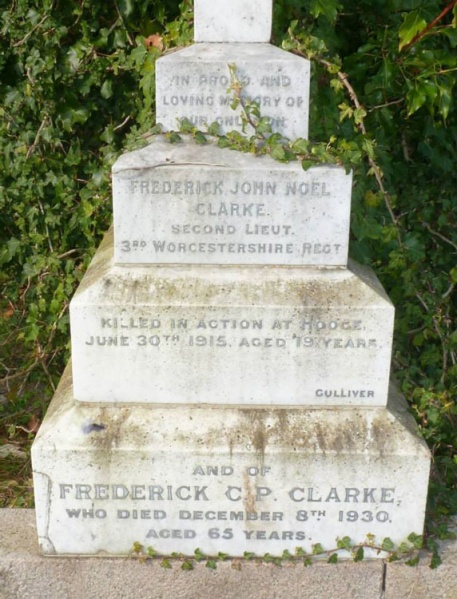 IN PROUD AND
LOVING MEMORY OF
OUR ONLY SON
FREDERICK JOHN NOEL
CLARKE.
SECOND LIEUT.
3RD WORCESTERSHIRE REGT
KILLED IN ACTION AT HOOGE,
JUNE 30TH 1915, AGED 19 YEARS.
GULLIVER
AND OF
FREDERICK C. P. CLARKE,
WHO DIED DECEMBER 8TH 1930,
AGED 65 YEARS.